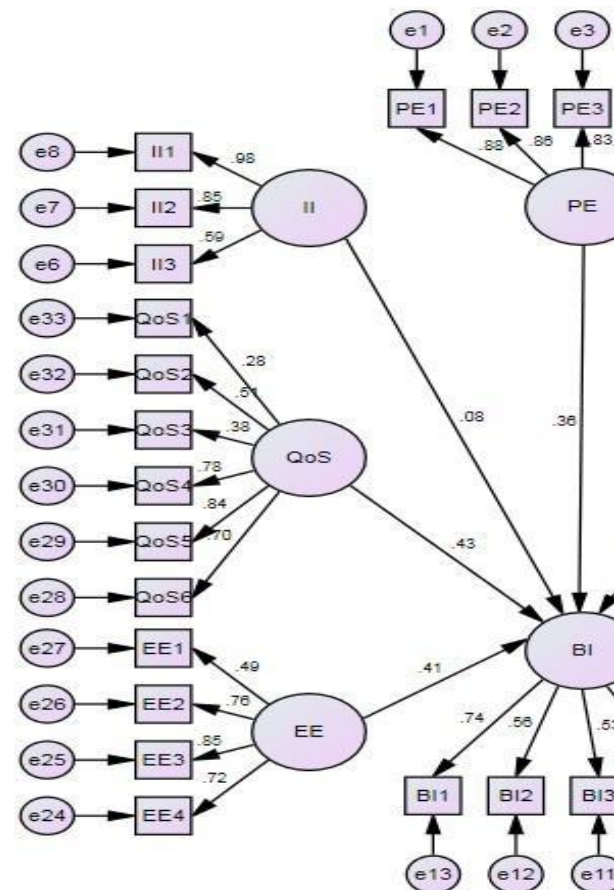 e1 e2 e3
PE1 PE2 PE3
.88 .86 .83
e8 II1 .98
e7 II2 .85 II PE
e6 II3 .59
e33 QoS1
.28
e32 QoS2 .51
.08 .36
e31 QoS3 .38
QoS
e30 QoS4 .78
.84
e29 QoS5 .70 .43
e28 QoS6
e27 EE1
.49 .41 BI
e26 EE2 .76
EE .74 .56
e25 EE3 .85
.72
e24 EE4 BI1 BI2 BI3
e13 e12 e11